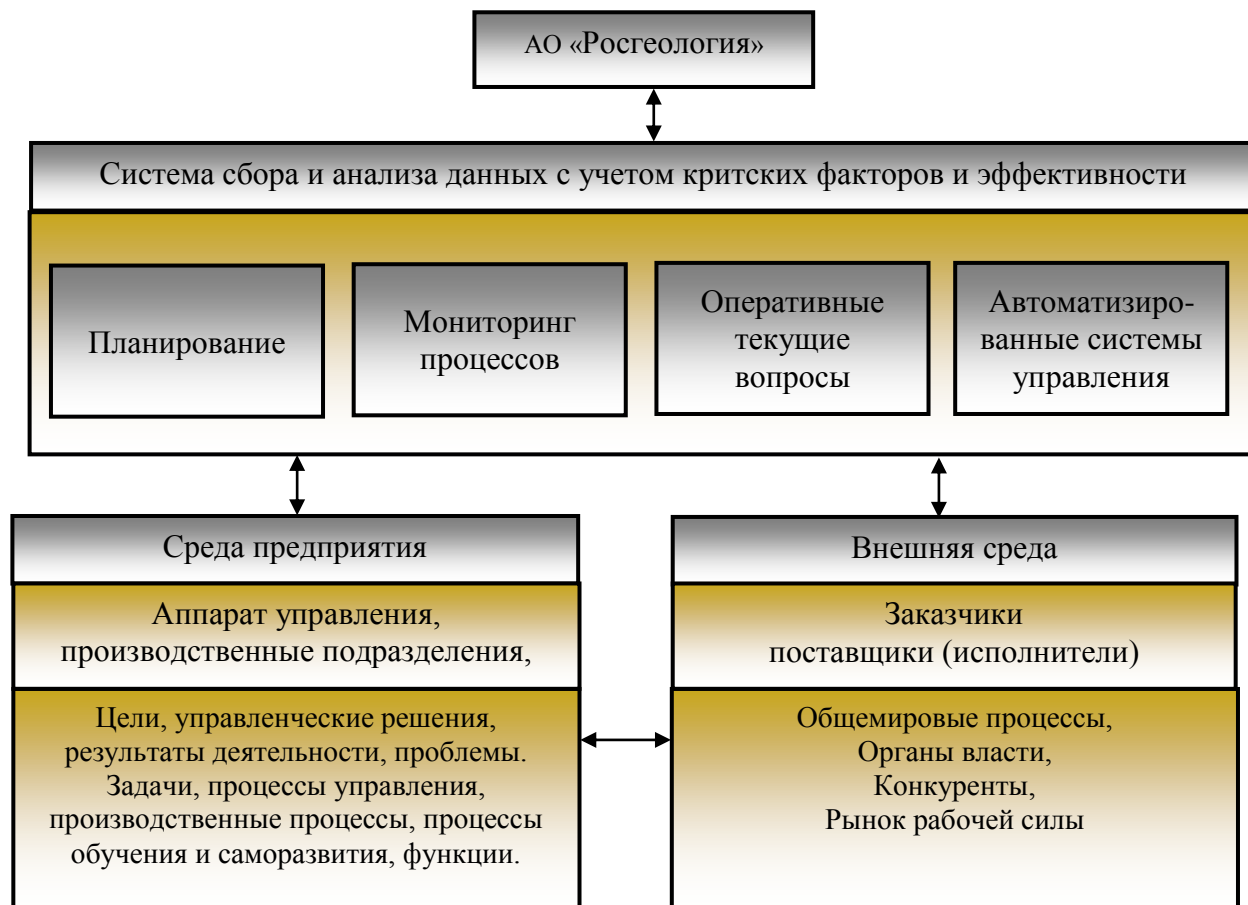 АО «Росгеология»
Система сбора и анализа данных с учетом критских факторов и эффективности
Планирование
Мониторинг
процессов
Оперативные
текущие
вопросы
Автоматизиро-
ванные системы
управления
Среда предприятия
Аппарат управления,
производственные подразделения,
Цели, управленческие решения,
результаты деятельности, проблемы.
Задачи, процессы управления,
производственные процессы, процессы
обучения и саморазвития, функции.
Внешняя среда
Заказчики
поставщики (исполнители)
Общемировые процессы,
Органы власти,
Конкуренты,
Рынок рабочей силы